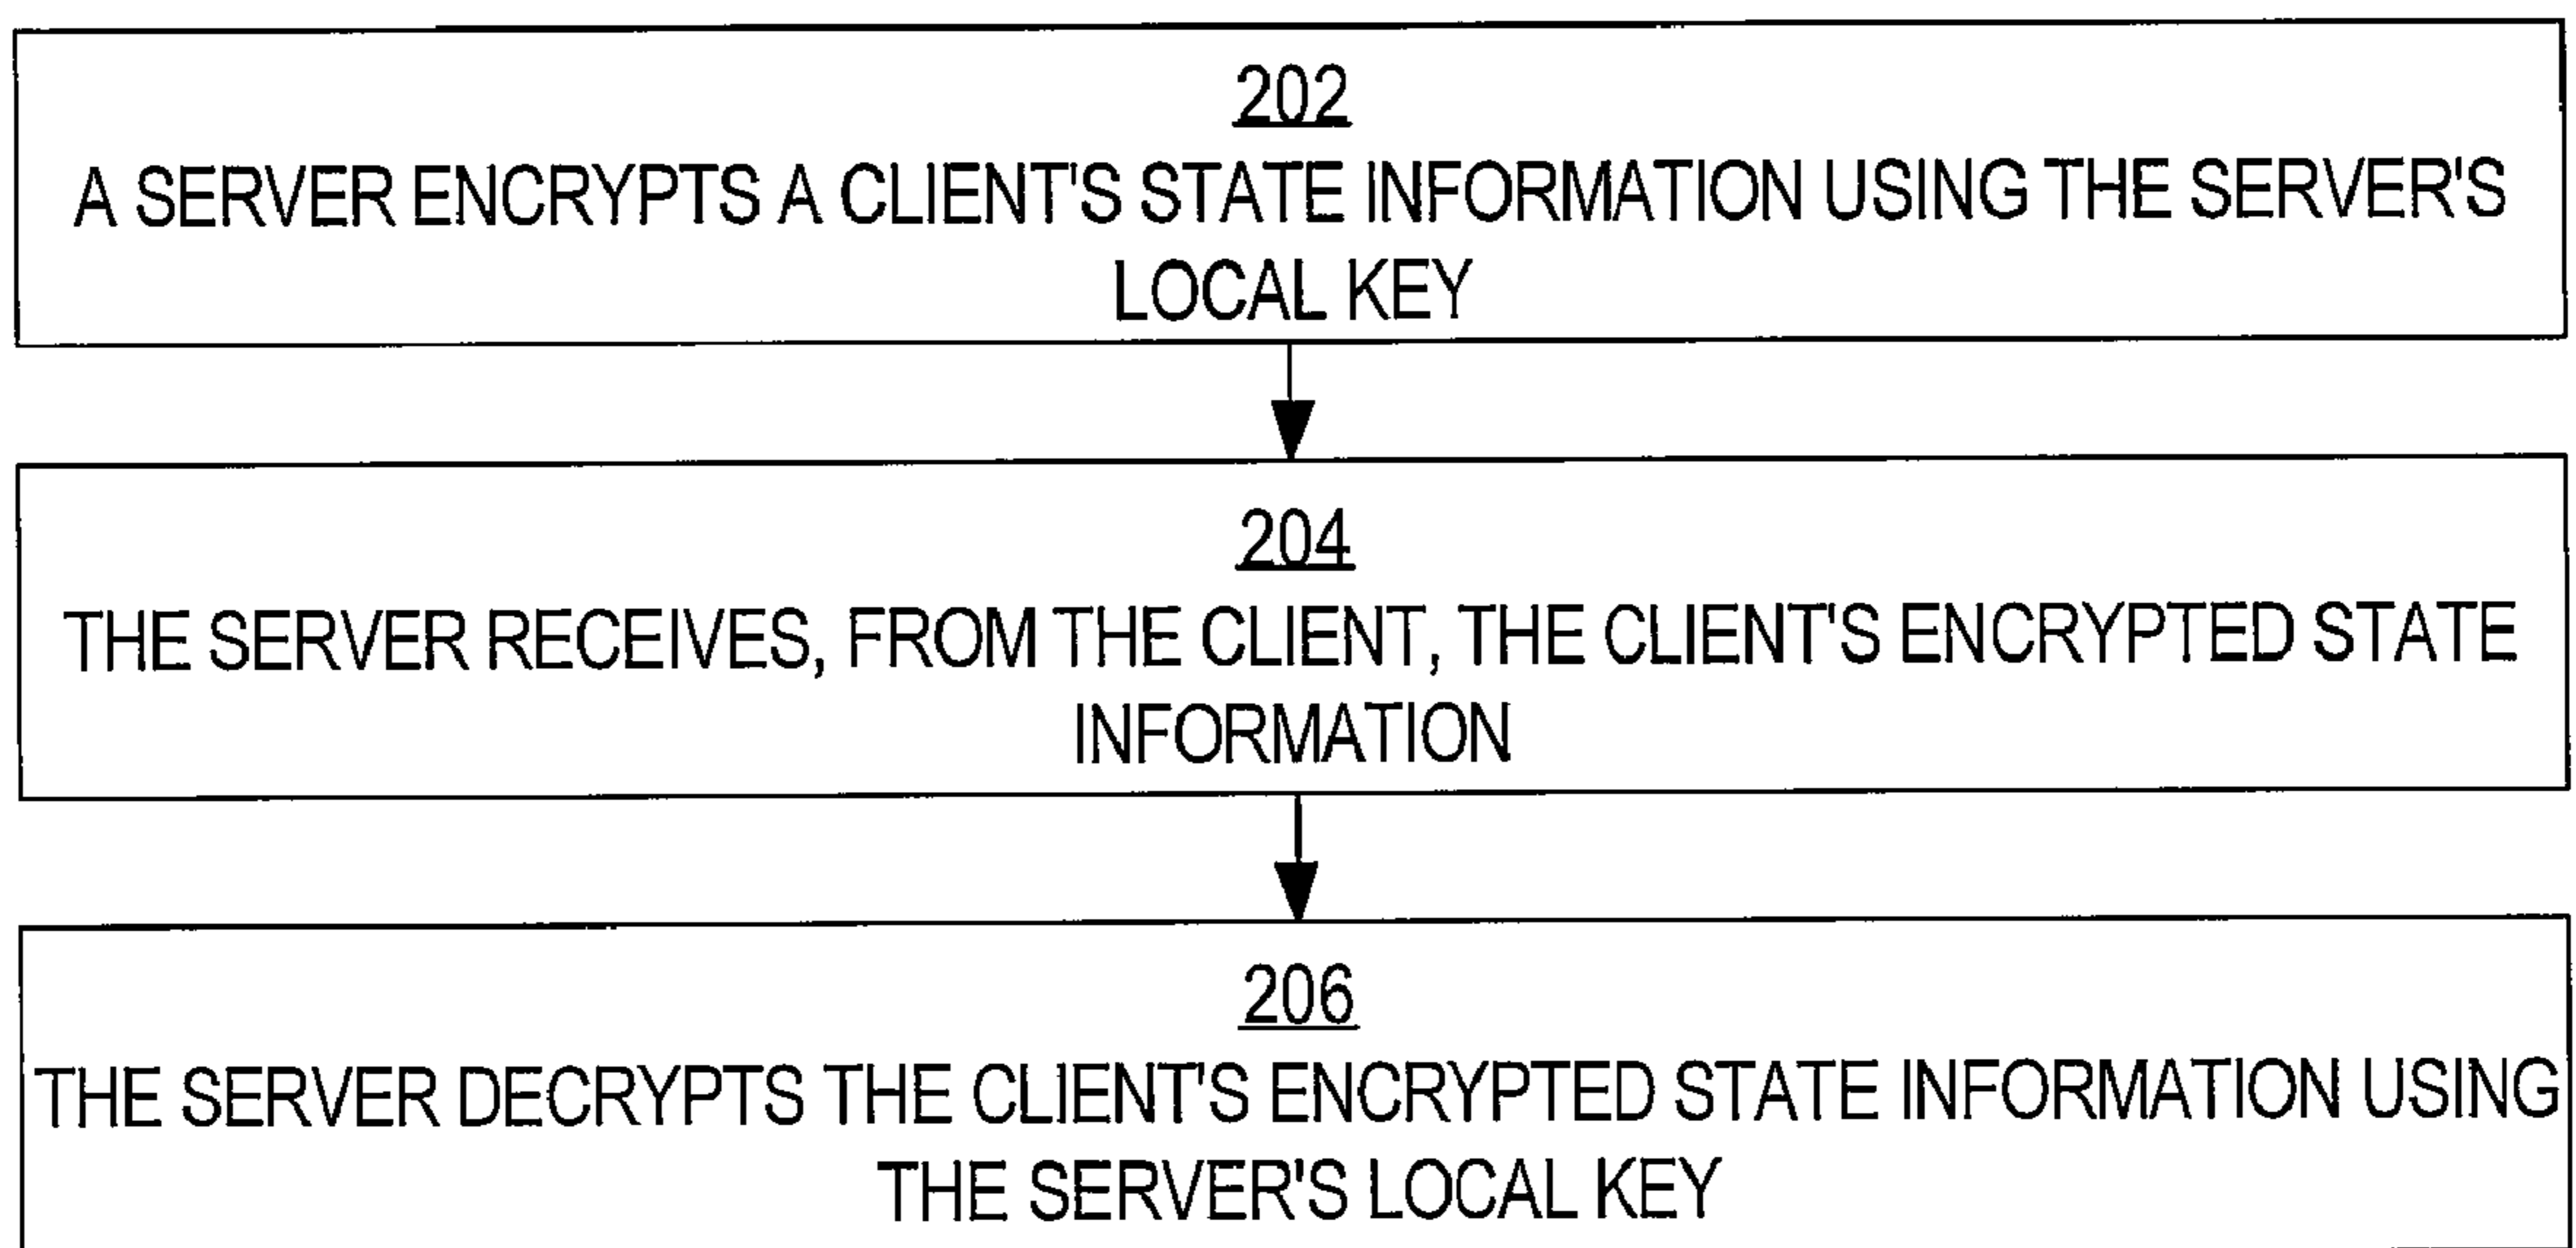 202
A SERVER ENCRYPTS A CLIENT'S STATE INFORMATION USING THE SERVER'S
LOCAL KEY
204
THE SERVER RECEIVES, FROM THE CLIENT, THE CLIENT'S ENCRYPTED STATE
INFORMATION
206
THE SERVER DECRYPTS THE CLIENT'S ENCRYPTED STATE INFORMATION USING
THE SERVER'S LOCAL KEY